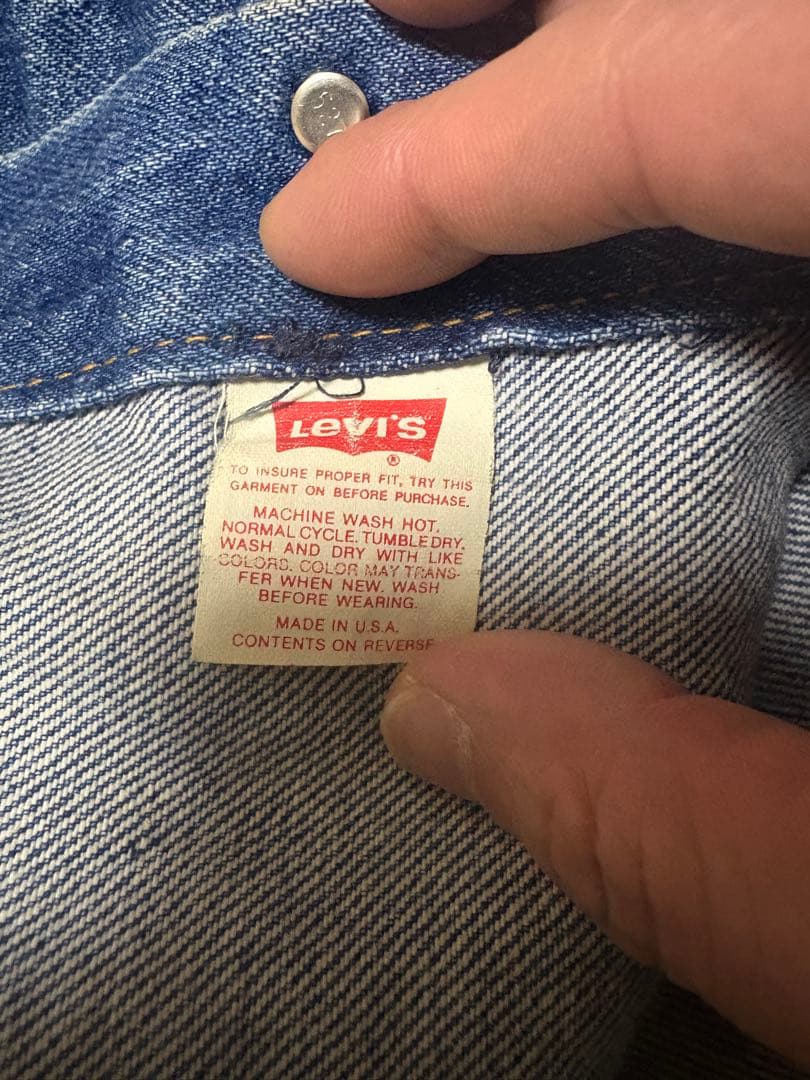 Levi's
®
TO INSURE PROPER FIT, TRY THIS
GARMENT ON BEFORE PURCHASE.
MACHINE WASH HOT,
NORMAL CYCLE. TUMBLE DRY.
WASH AND DRY WITH LIKE
COLORS. COLOR MAY TRANS-
FER WHEN NEW. WASH
BEFORE WEARING.
MADE IN U.S.A.
CONTENTS ON REVERSE